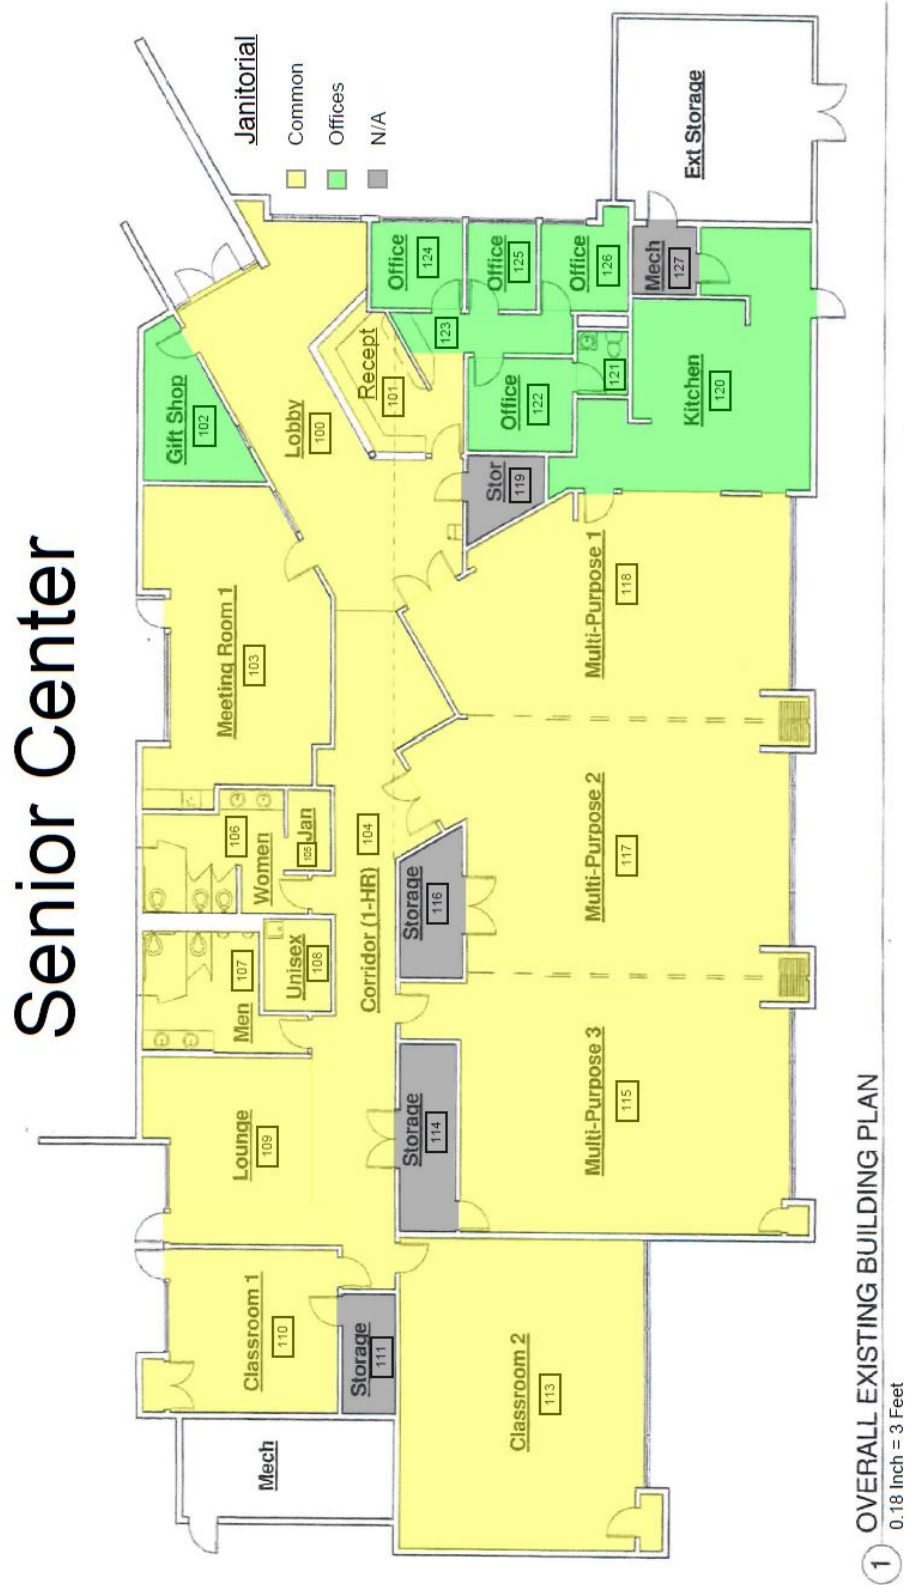 Senior Center
Janitorial
Common
Offices
N/A
Mech
Classroom 1
110
Storage
111
Classroom 2
113
Lounge
109
Men
107
Unisex
108
Women
106
Jan
105
Corridor (1-HR)
104
Storage
114
Storage
116
Multi-Purpose 3
115
Multi-Purpose 2
117
Multi-Purpose 1
118
Meeting Room 1
103
Gift Shop
102
Lobby
100
Recept
101
Stor
119
Office
122
123
121
Office
124
Office
125
Office
126
Mech
127
Kitchen
120
Ext Storage
1
OVERALL EXISTING BUILDING PLAN
0.18 Inch = 3 Feet